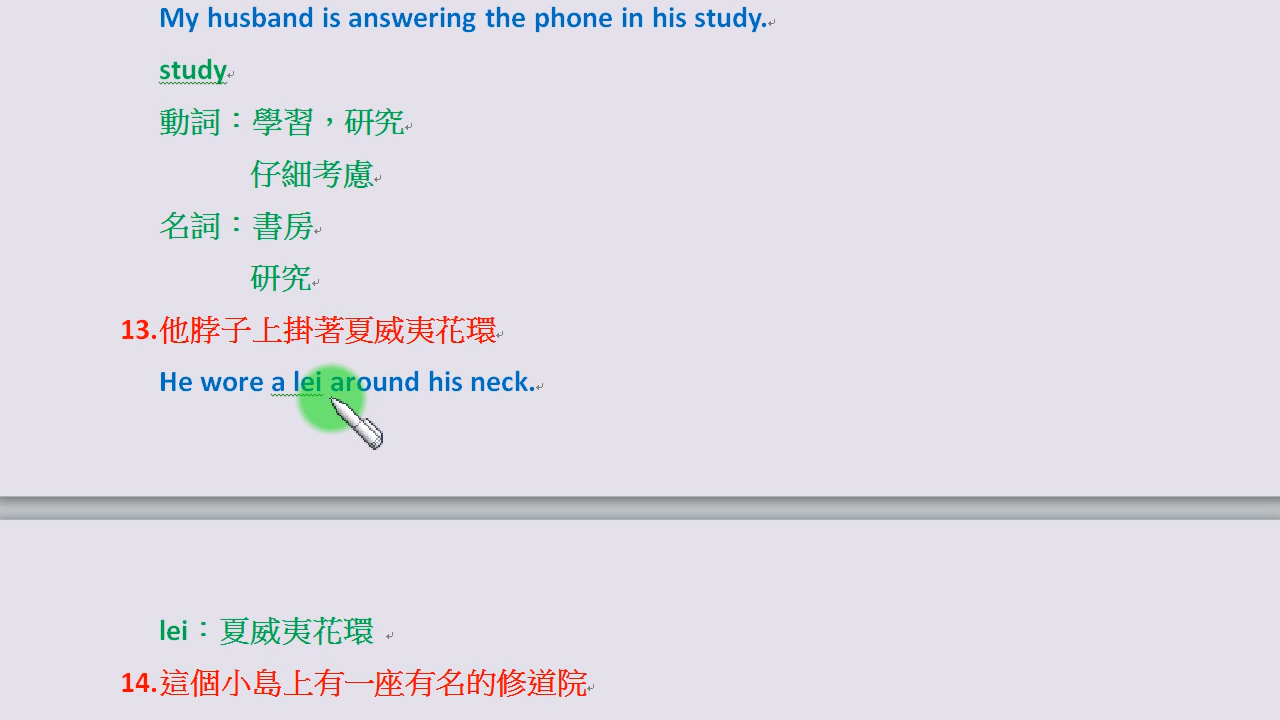 My husband is answering the phone in his study.
study
動詞：學習，研究
仔細考慮
名詞：書房
研究
13.他脖子上掛著夏威夷花環
He wore a lei around his neck.
lei：夏威夷花環
14.這個小島上有一座有名的修道院